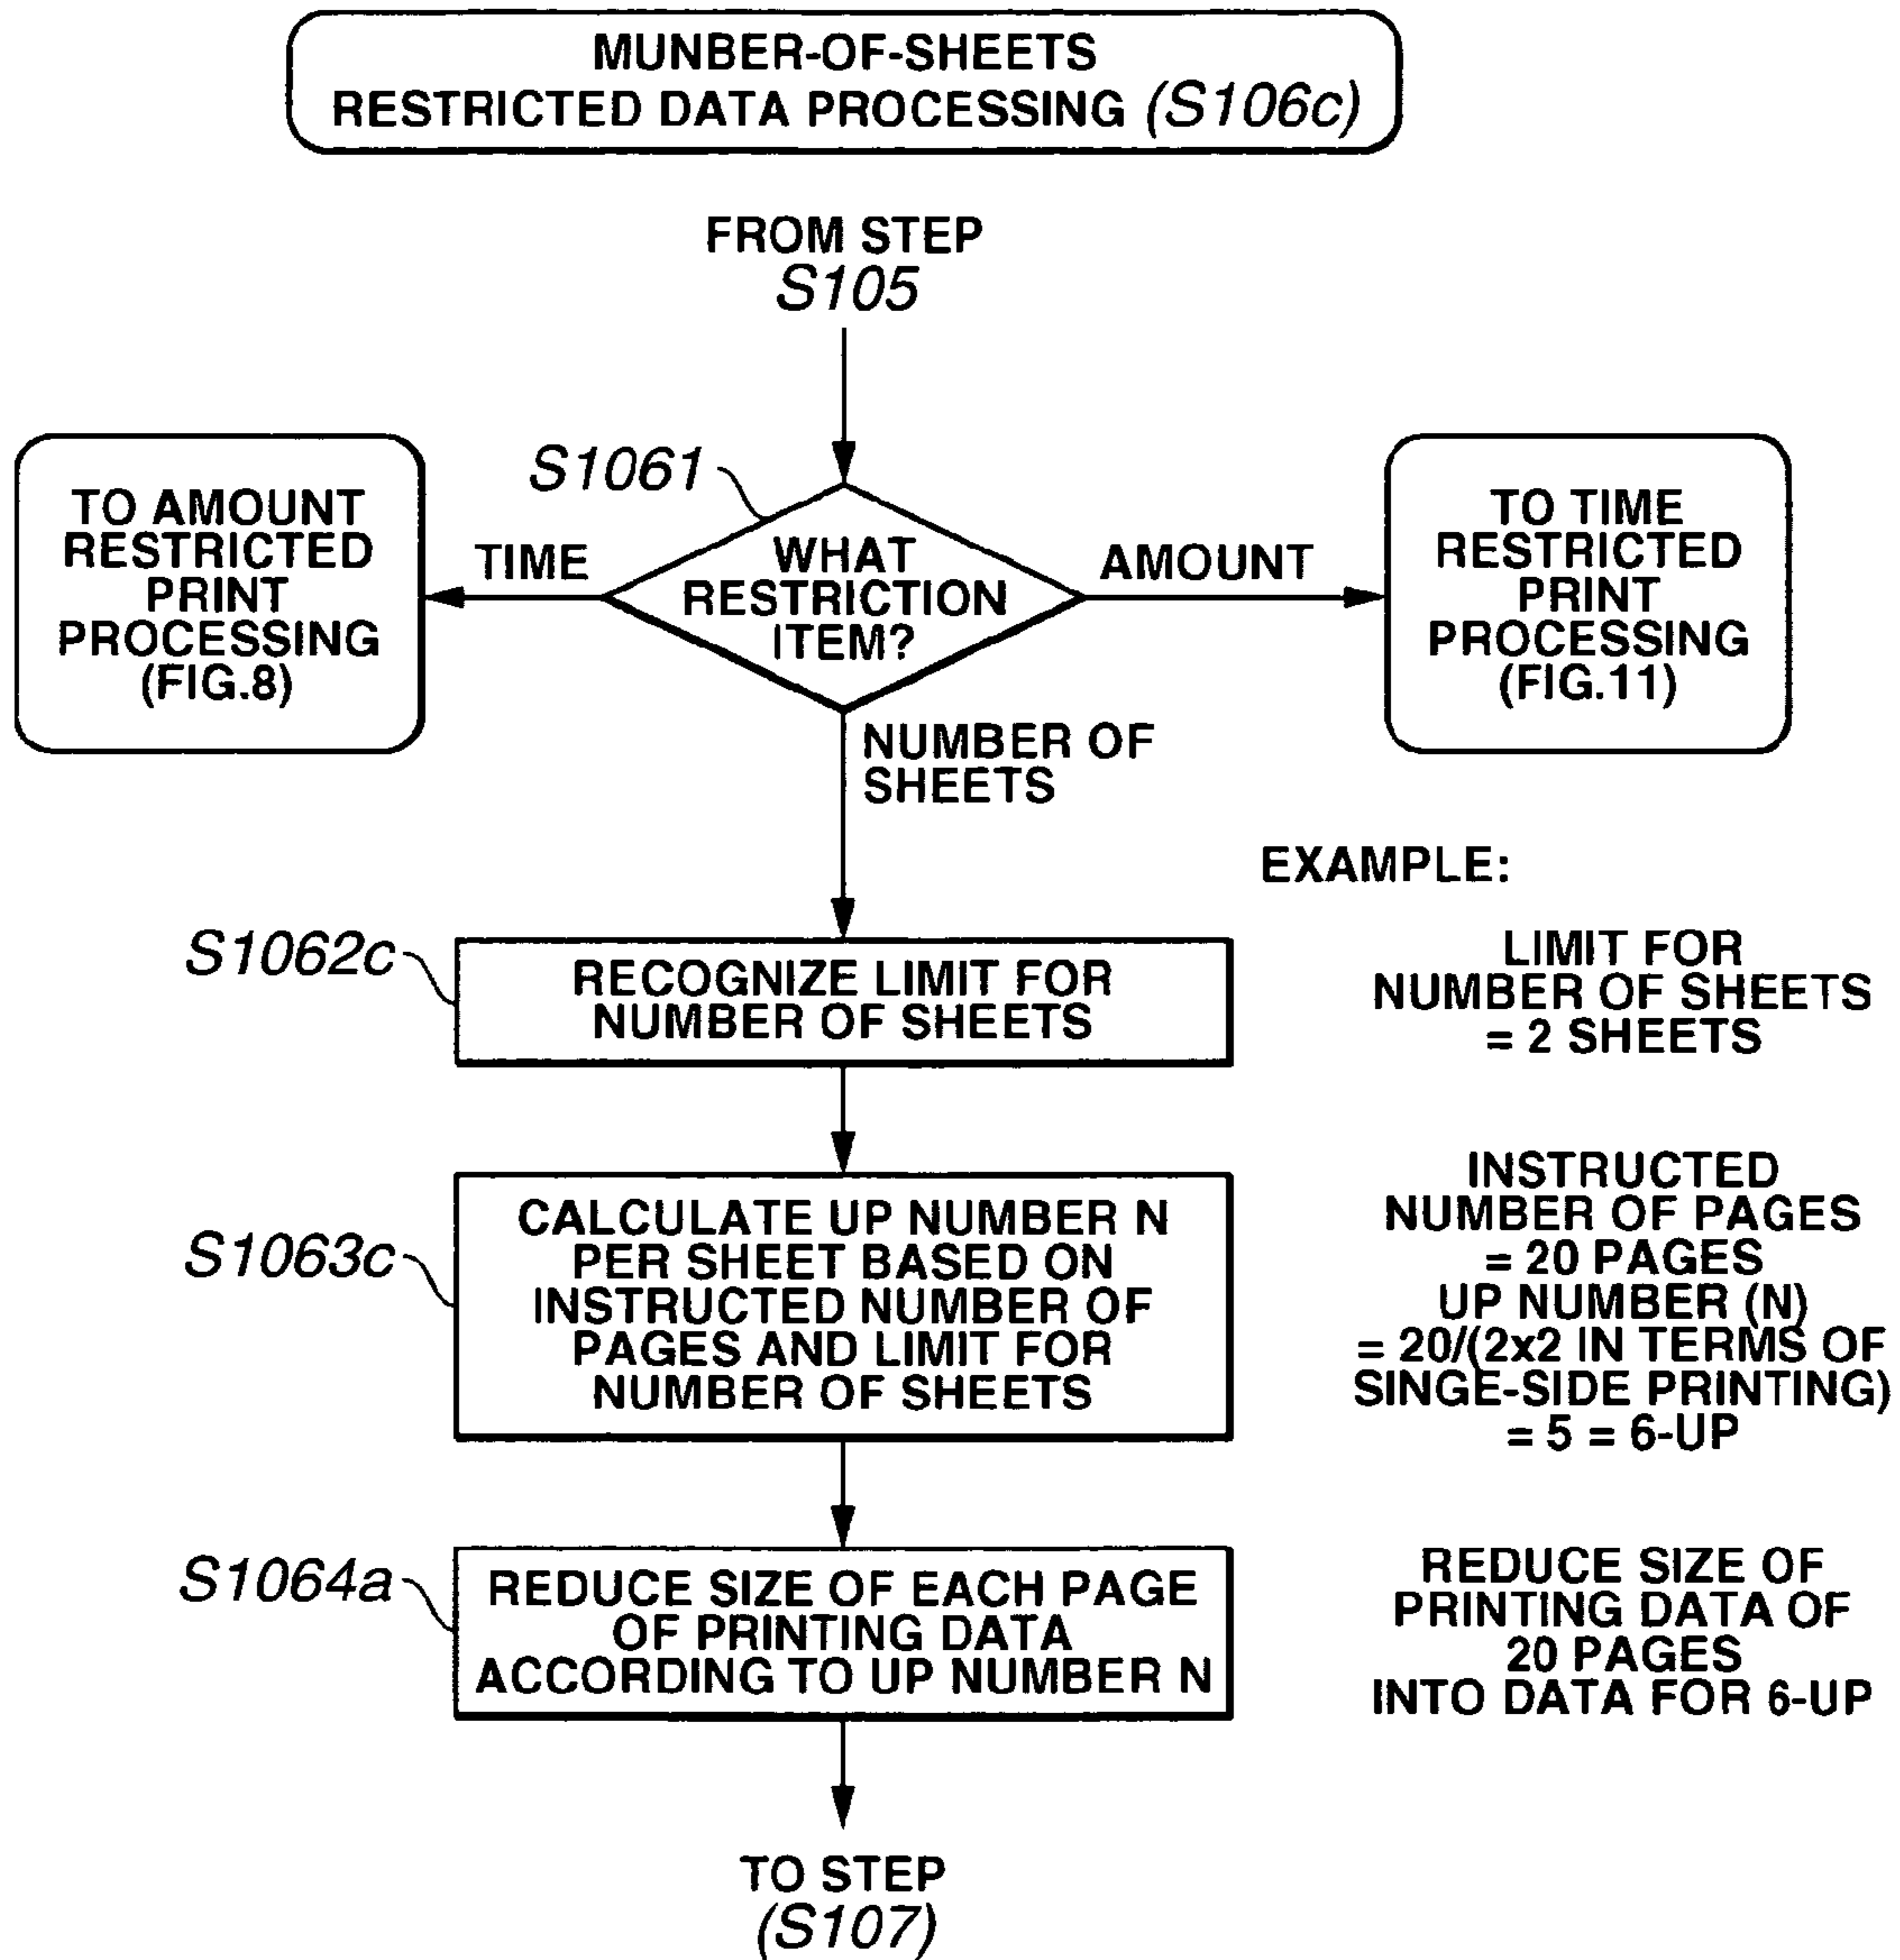 MUNBER-OF-SHEETS
RESTRICTED DATA PROCESSING (S106c)
FROM STEP
S105
S1061
TO AMOUNT
RESTRICTED
PRINT
PROCESSING
(FIG.8)
TIME
WHAT
RESTRICTION
ITEM?
AMOUNT
TO TIME
RESTRICTED
PRINT
PROCESSING
(FIG.11)
NUMBER OF
SHEETS
EXAMPLE:
S1062c
RECOGNIZE LIMIT FOR
NUMBER OF SHEETS
LIMIT FOR
NUMBER OF SHEETS
= 2 SHEETS
S1063c
CALCULATE UP NUMBER N
PER SHEET BASED ON
INSTRUCTED NUMBER OF
PAGES AND LIMIT FOR
NUMBER OF SHEETS
INSTRUCTED
NUMBER OF PAGES
= 20 PAGES
UP NUMBER (N)
= 20/(2x2 IN TERMS OF
SINGE-SIDE PRINTING)
= 5 = 6-UP
S1064a
REDUCE SIZE OF EACH PAGE
OF PRINTING DATA
ACCORDING TO UP NUMBER N
REDUCE SIZE OF
PRINTING DATA OF
20 PAGES
INTO DATA FOR 6-UP
TO STEP
(S107)